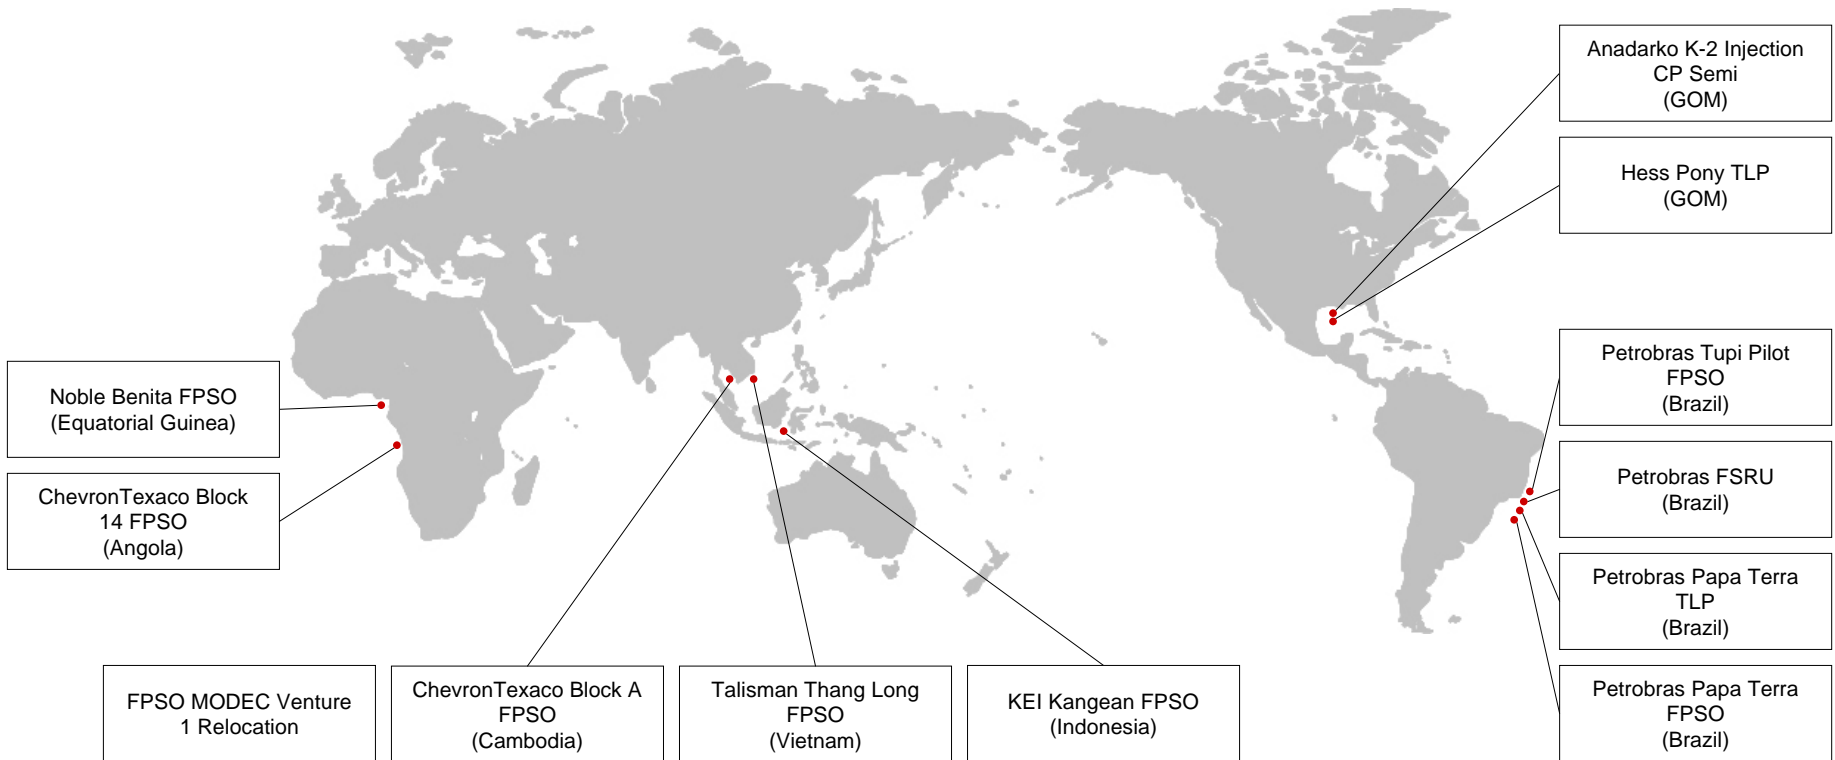 Anadarko K-2 Injection
CP Semi
(GOM)
Hess Pony TLP
(GOM)
Petrobras Tupi Pilot
FPSO
(Brazil)
Petrobras FSRU
(Brazil)
Petrobras Papa Terra
TLP
(Brazil)
Petrobras Papa Terra
FPSO
(Brazil)
Noble Benita FPSO
(Equatorial Guinea)
ChevronTexaco Block
14 FPSO
(Angola)
FPSO MODEC Venture
1 Relocation
ChevronTexaco Block A
FPSO
(Cambodia)
Talisman Thang Long
FPSO
(Vietnam)
KEI Kangean FPSO
(Indonesia)